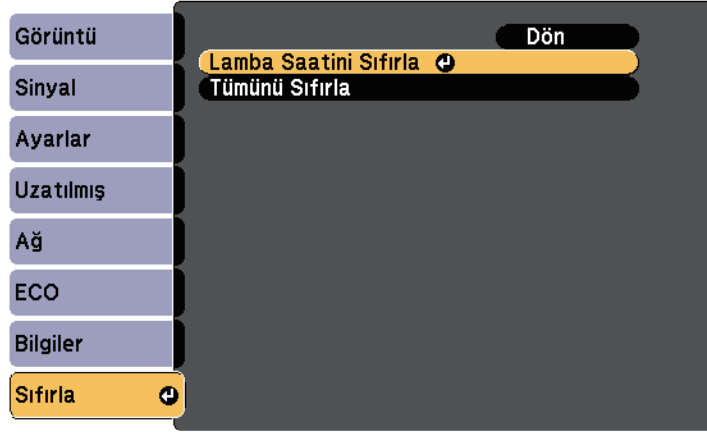 Görüntü
Sinyal
Ayarlar
Uzatılmış
Ağ
ECO
Bilgiler
Sıfırla
Dön
Lamba Saatini Sıfırla
Tümünü Sıfırla